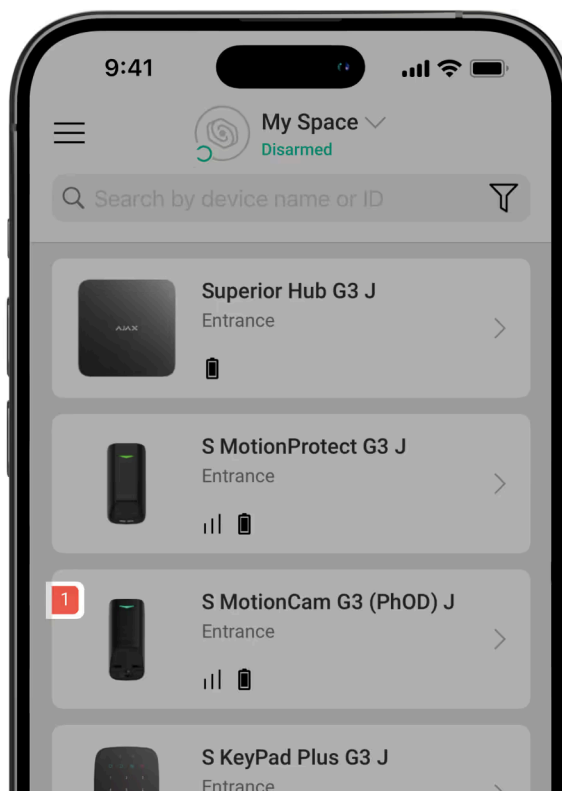 9:41
My Space
Disarmed
Search by device name or ID
Superior Hub G3 J
Entrance
AJAX
S MotionProtect G3 J
Entrance
1
S MotionCam G3 (PhOD) J
Entrance
S KeyPad Plus G3 J
Entrance